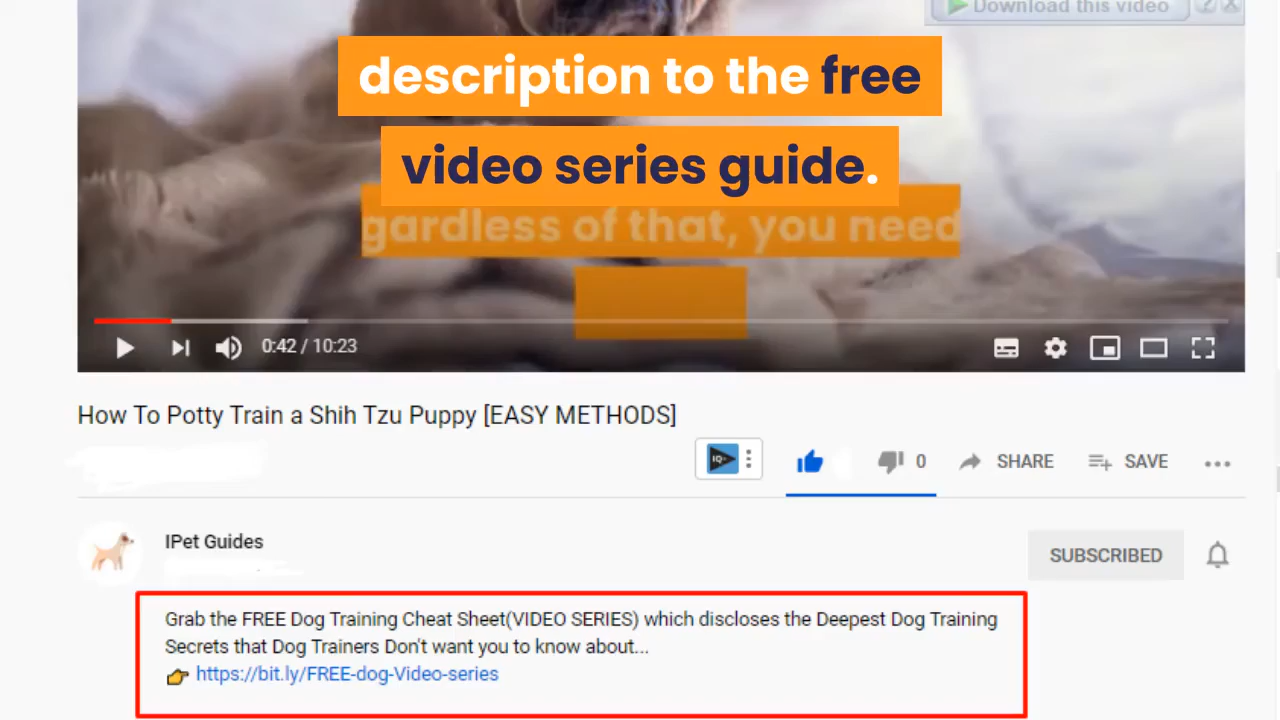 Download this video
description to the free
video series guide.
gardless of that, you need
0:42 / 10:23
How To Potty Train a Shih Tzu Puppy [EASY METHODS]
IQ
0
SHARE
SAVE
IPet Guides
SUBSCRIBED
Grab the FREE Dog Training Cheat Sheet(VIDEO SERIES) which discloses the Deepest Dog Training
Secrets that Dog Trainers Don't want you to know about...
https://bit.ly/FREE-dog-Video-series